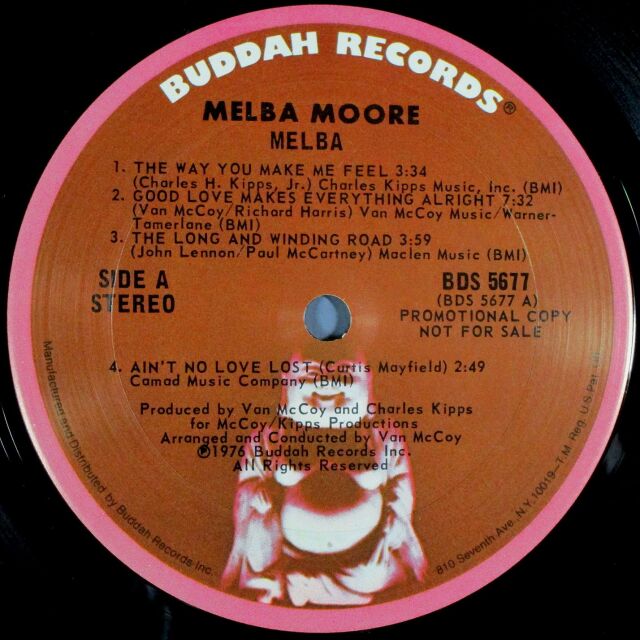 BUDDAH RECORDS®
MELBA MOORE
MELBA
1. THE WAY YOU MAKE ME FEEL 3:34
(Charles H. Kipps, Jr.) Charles Kipps Music, Inc. (BMI)
2. GOOD LOVE MAKES EVERYTHING ALRIGHT 7:32
(Van McCoy/Richard Harris) Van McCoy Music/Warner-
Tamerlane (BMI)
3. THE LONG AND WINDING ROAD 3:59
(John Lennon/Paul McCartney) Maclen Music (BMI)
SIDE A
STEREO
BDS 5677
(BDS 5677 A)
PROMOTIONAL COPY
NOT FOR SALE
4. AIN'T NO LOVE LOST (Curtis Mayfield) 2:49
Camad Music Company (BMI)
Produced by Van McCoy and Charles Kipps
for McCoy/Kipps Productions
Arranged and Conducted by Van McCoy
℗1976 Buddah Records Inc.
All Rights Reserved
Manufactured and Distributed by Buddah Records Inc.
810 Seventh Ave. N.Y. 10019–T.M. Reg. U.S. Pat.